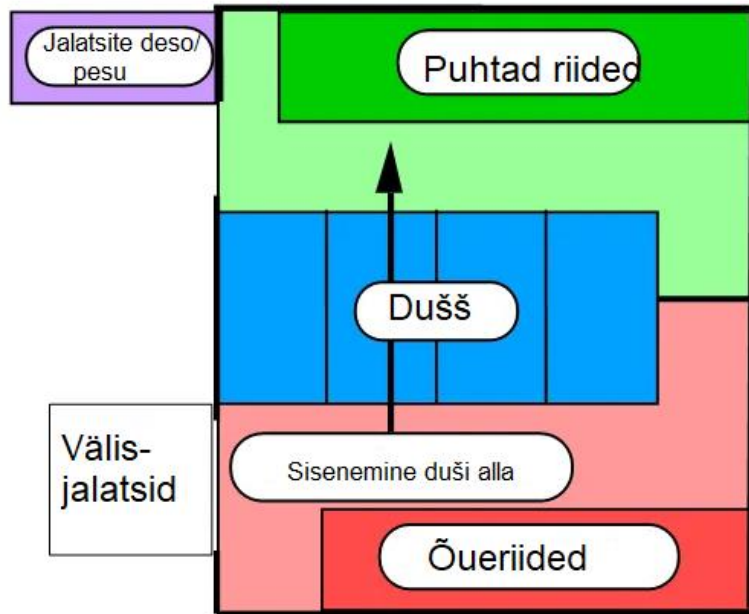 Jalatsite deso/
pesu
Puhtad riided
Dušš
Välis-
jalatsid
Sisenemine duši alla
Õueriided